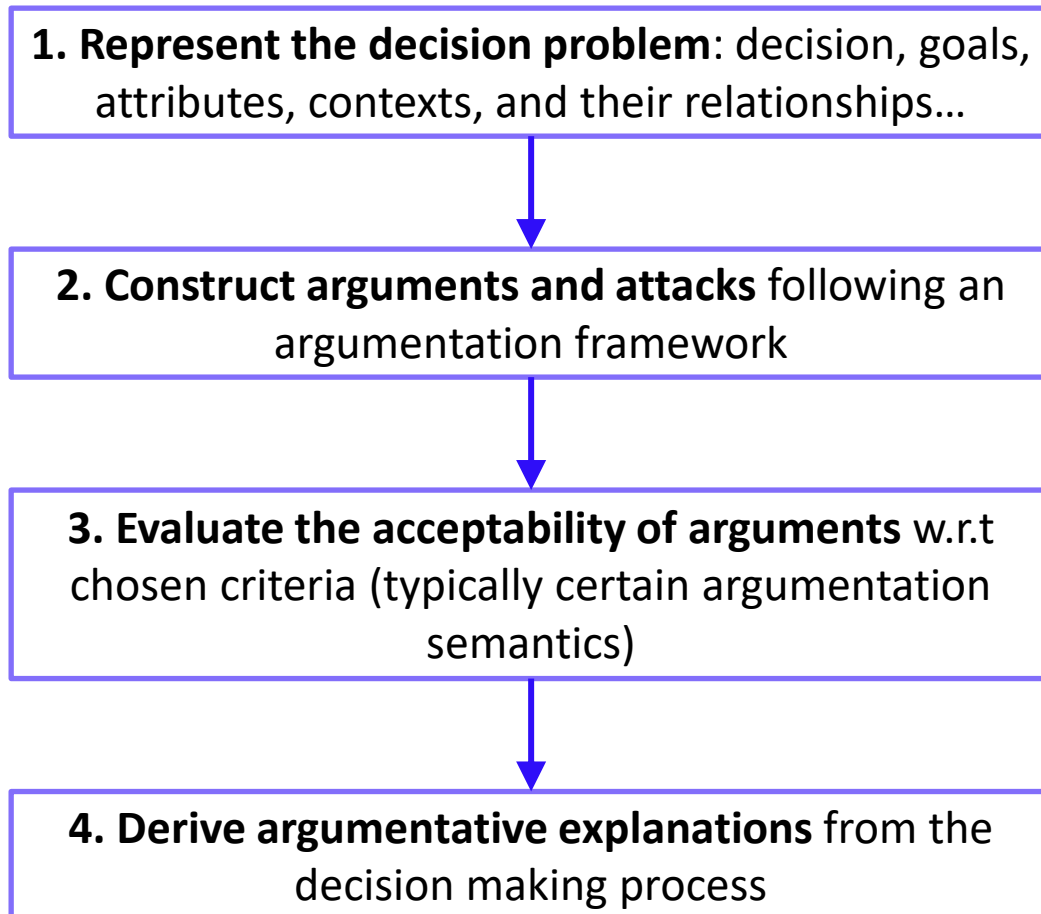 1. Represent the decision problem: decision, goals,
attributes, contexts, and their relationships…
2. Construct arguments and attacks following an
argumentation framework
3. Evaluate the acceptability of arguments w.r.t
chosen criteria (typically certain argumentation
semantics)
4. Derive argumentative explanations from the
decision making process